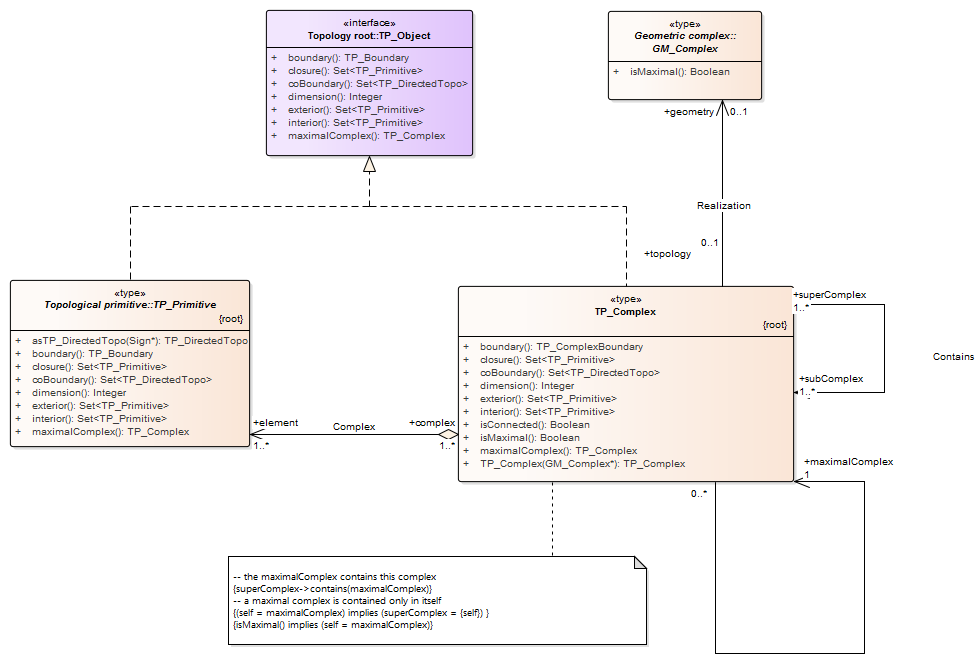 «interface»
Topology root::TP_Object
+ boundary(): TP_Boundary
+ closure(): Set<TP_Primitive>
+ coBoundary(): Set<TP_DirectedTopo>
+ dimension(): Integer
+ exterior(): Set<TP_Primitive>
+ interior(): Set<TP_Primitive>
+ maximalComplex(): TP_Complex
«type»
Geometric complex::
GM_Complex
+ isMaximal(): Boolean
+geometry
0..1
Realization
0..1
+topology
«type»
Topological primitive::TP_Primitive
{root}
+ asTP_DirectedTopo(Sign*): TP_DirectedTopo
+ boundary(): TP_Boundary
+ closure(): Set<TP_Primitive>
+ coBoundary(): Set<TP_DirectedTopo>
+ dimension(): Integer
+ exterior(): Set<TP_Primitive>
+ interior(): Set<TP_Primitive>
+ maximalComplex(): TP_Complex
+element
1..*
Complex
+complex
1..*
«type»
TP_Complex
{root}
+ boundary(): TP_ComplexBoundary
+ closure(): Set<TP_Primitive>
+ coBoundary(): Set<TP_DirectedTopo>
+ dimension(): Integer
+ exterior(): Set<TP_Primitive>
+ interior(): Set<TP_Primitive>
+ isConnected(): Boolean
+ isMaximal(): Boolean
+ maximalComplex(): TP_Complex
+ TP_Complex(GM_Complex*): TP_Complex
+superComplex
1..*
Contains
+subComplex
1..*
+maximalComplex
1
0..*
-- the maximalComplex contains this complex
{superComplex->contains(maximalComplex)}
-- a maximal complex is contained only in itself
{(self = maximalComplex) implies (superComplex = {self}) }
{isMaximal() implies (self = maximalComplex)}